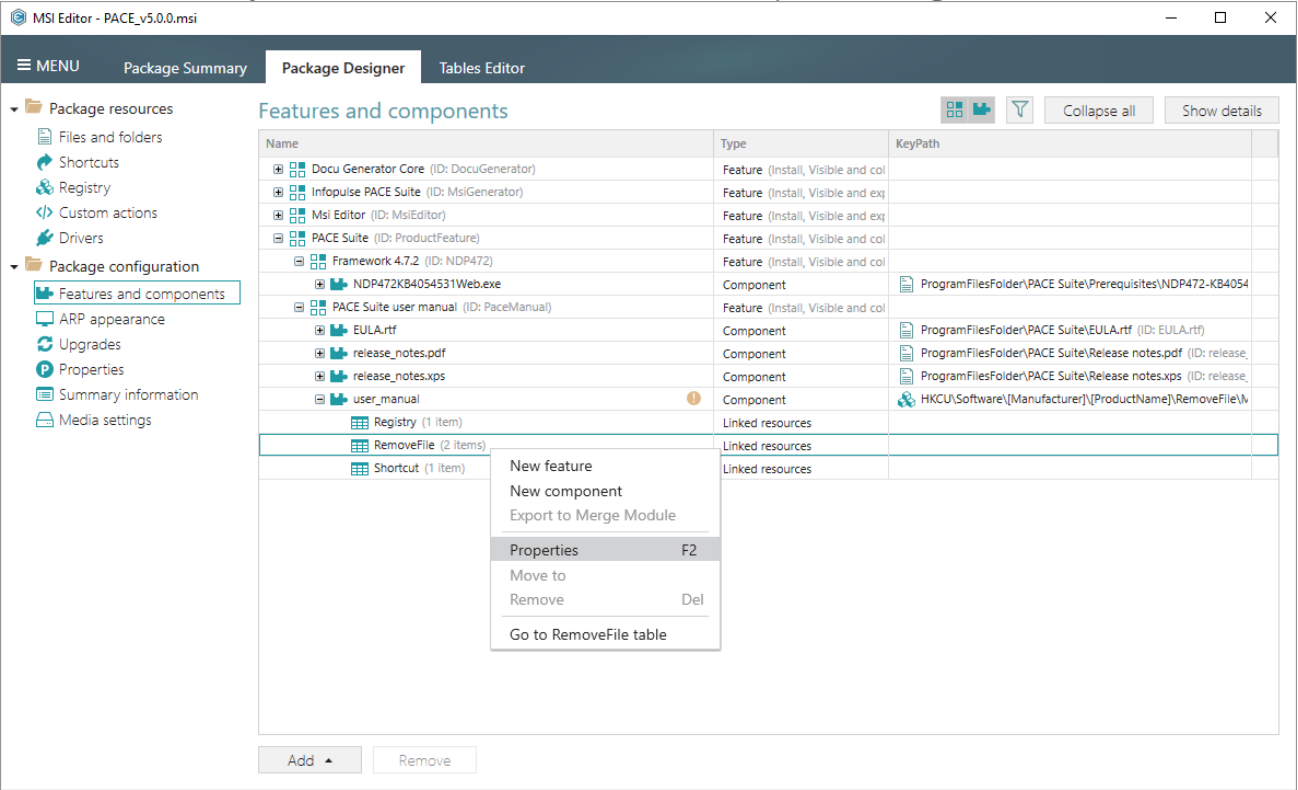 MSI Editor - PACE_v5.0.0.msi
MENU Package Summary Package Designer Tables Editor
Package resources
Files and folders
Shortcuts
Registry
Custom actions
Drivers
Package configuration
Features and components
ARP appearance
Upgrades
Properties
Summary information
Media settings
Features and components Collapse all Show details
Name Type KeyPath
Docu Generator Core (ID: DocuGenerator) Feature (Install, Visible and col
Infopulse PACE Suite (ID: MsiGenerator) Feature (Install, Visible and exp
Msi Editor (ID: MsiEditor) Feature (Install, Visible and exp
PACE Suite (ID: ProductFeature) Feature (Install, Visible and col
Framework 4.7.2 (ID: NDP472) Feature (Install, Visible and col
NDP472KB4054531Web.exe Component ProgramFilesFolder\PACE Suite\Prerequisites\NDP472-KB4054
PACE Suite user manual (ID: PaceManual) Feature (Install, Visible and col
EULA.rtf Component ProgramFilesFolder\PACE Suite\EULA.rtf (ID: EULA.rtf)
release_notes.pdf Component ProgramFilesFolder\PACE Suite\Release notes.pdf (ID: release_
release_notes.xps Component ProgramFilesFolder\PACE Suite\Release notes.xps (ID: release_
user_manual Component HKCU\Software\[Manufacturer]\[ProductName]\RemoveFile\
Registry (1 item) Linked resources
RemoveFile (2 items) Linked resources
Shortcut (1 item) Linked resources
New feature
New component
Export to Merge Module
Properties F2
Move to
Remove Del
Go to RemoveFile table
Add Remove